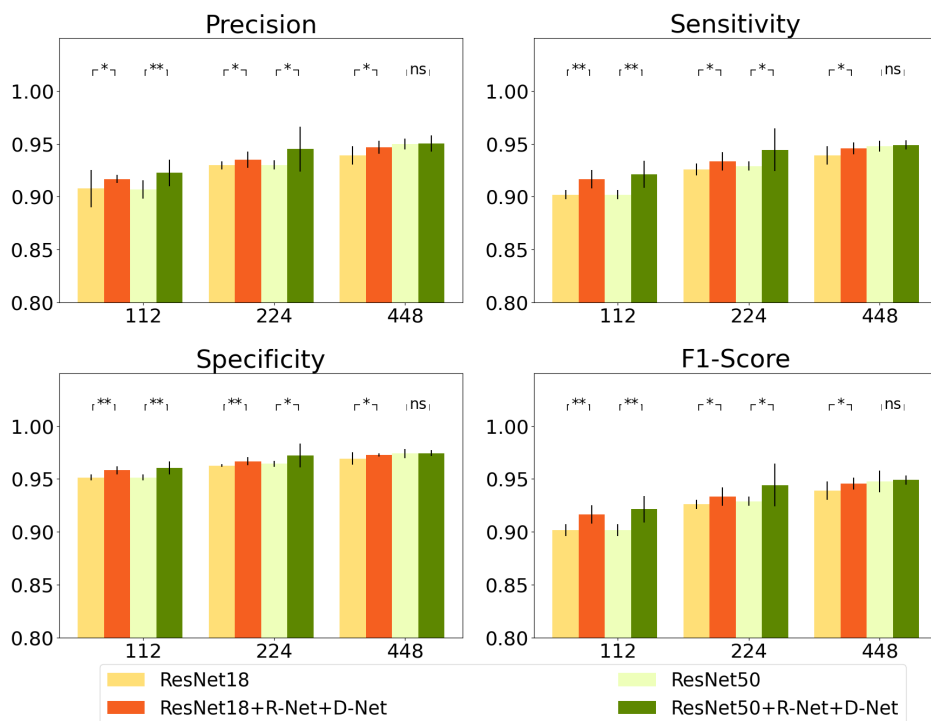 Precision
Sensitivity
* ** * * * ns
** ** * * * ns
1.00
0.95
0.90
0.85
0.80
1.00
0.95
0.90
0.85
0.80
112 224 448
112 224 448
Specificity
F1-Score
** ** ** * * ns
** ** * * * ns
1.00
0.95
0.90
0.85
0.80
1.00
0.95
0.90
0.85
0.80
112 224 448
112 224 448
ResNet18
ResNet50
ResNet18+R-Net+D-Net
ResNet50+R-Net+D-Net